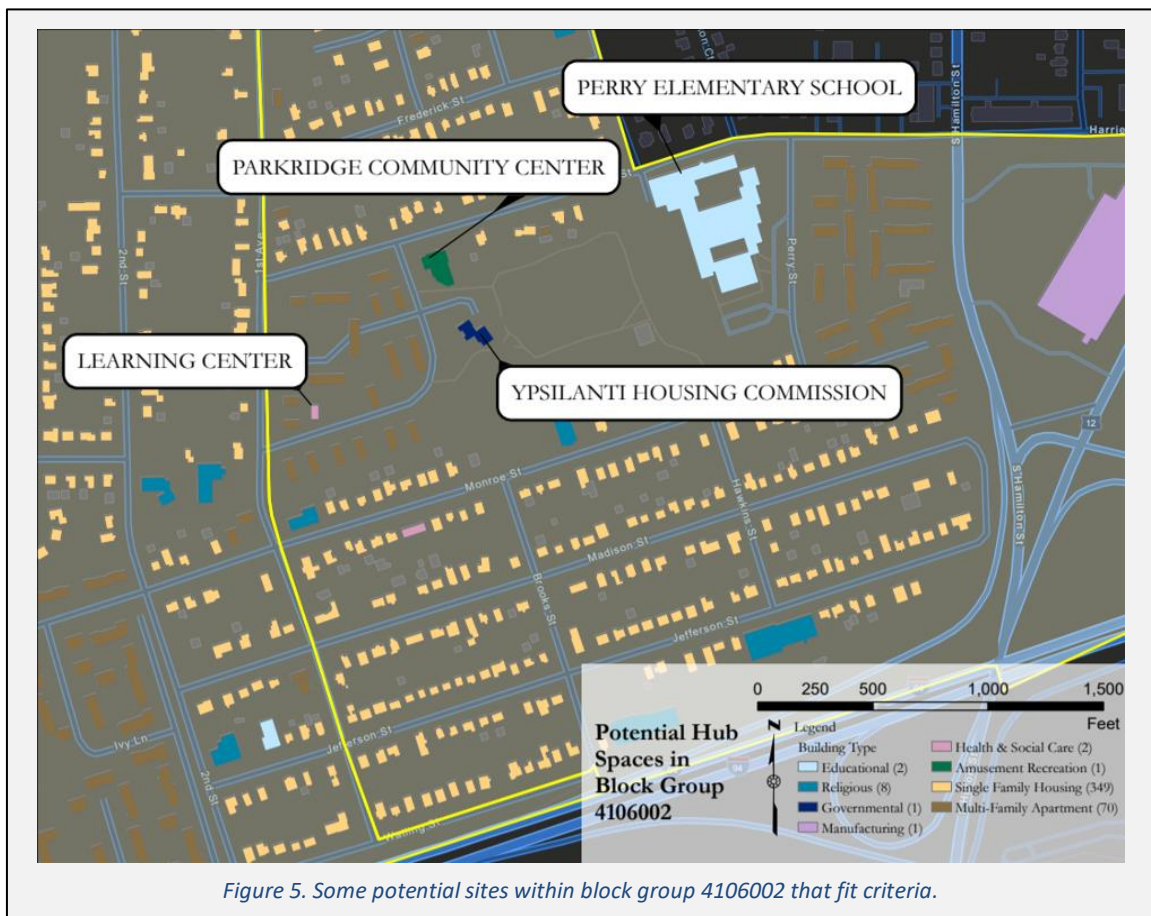 PERRY ELEMENTARY SCHOOL
S Hamilton St
Frederick St
Harrie
PARKRIDGE COMMUNITY CENTER
St
2nd St
1st Ave
Perry St
LEARNING CENTER
YPSILANTI HOUSING COMMISSION
12
Monroe St
Hawkins St
S Hamilton St
Madison St
Brooks St
Jefferson St
Ivy Ln
2nd St
Jefferson St
Watling St
94
Potential Hub
Spaces in
Block Group
4106002
0 250 500 1,000 1,500
Feet
N
Legend
Building Type
Educational (2)
Religious (8)
Governmental (1)
Manufacturing (1)
Health & Social Care (2)
Amusement Recreation (1)
Single Family Housing (349)
Multi-Family Apartment (70)
Figure 5. Some potential sites within block group 4106002 that fit criteria.